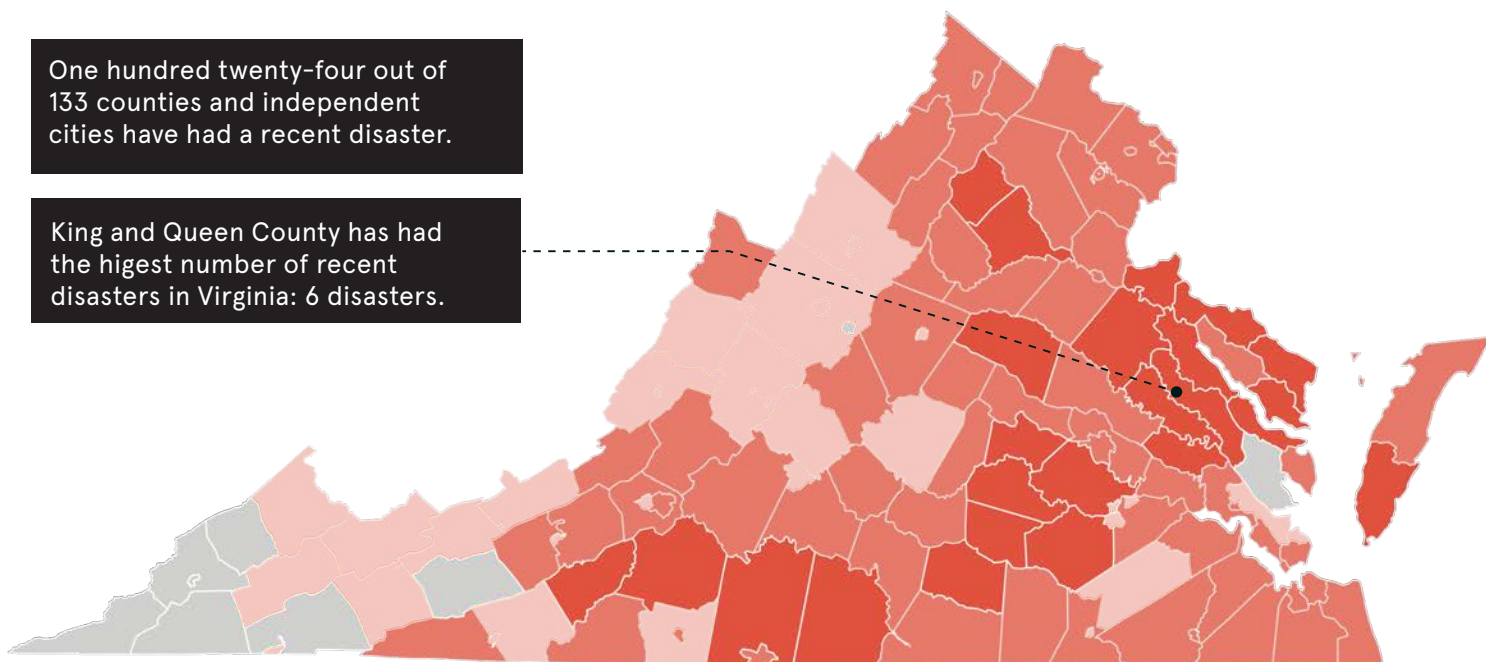 One hundred twenty-four out of
133 counties and independent
cities have had a recent disaster.
King and Queen County has had
the higest number of recent
disasters in Virginia: 6 disasters.